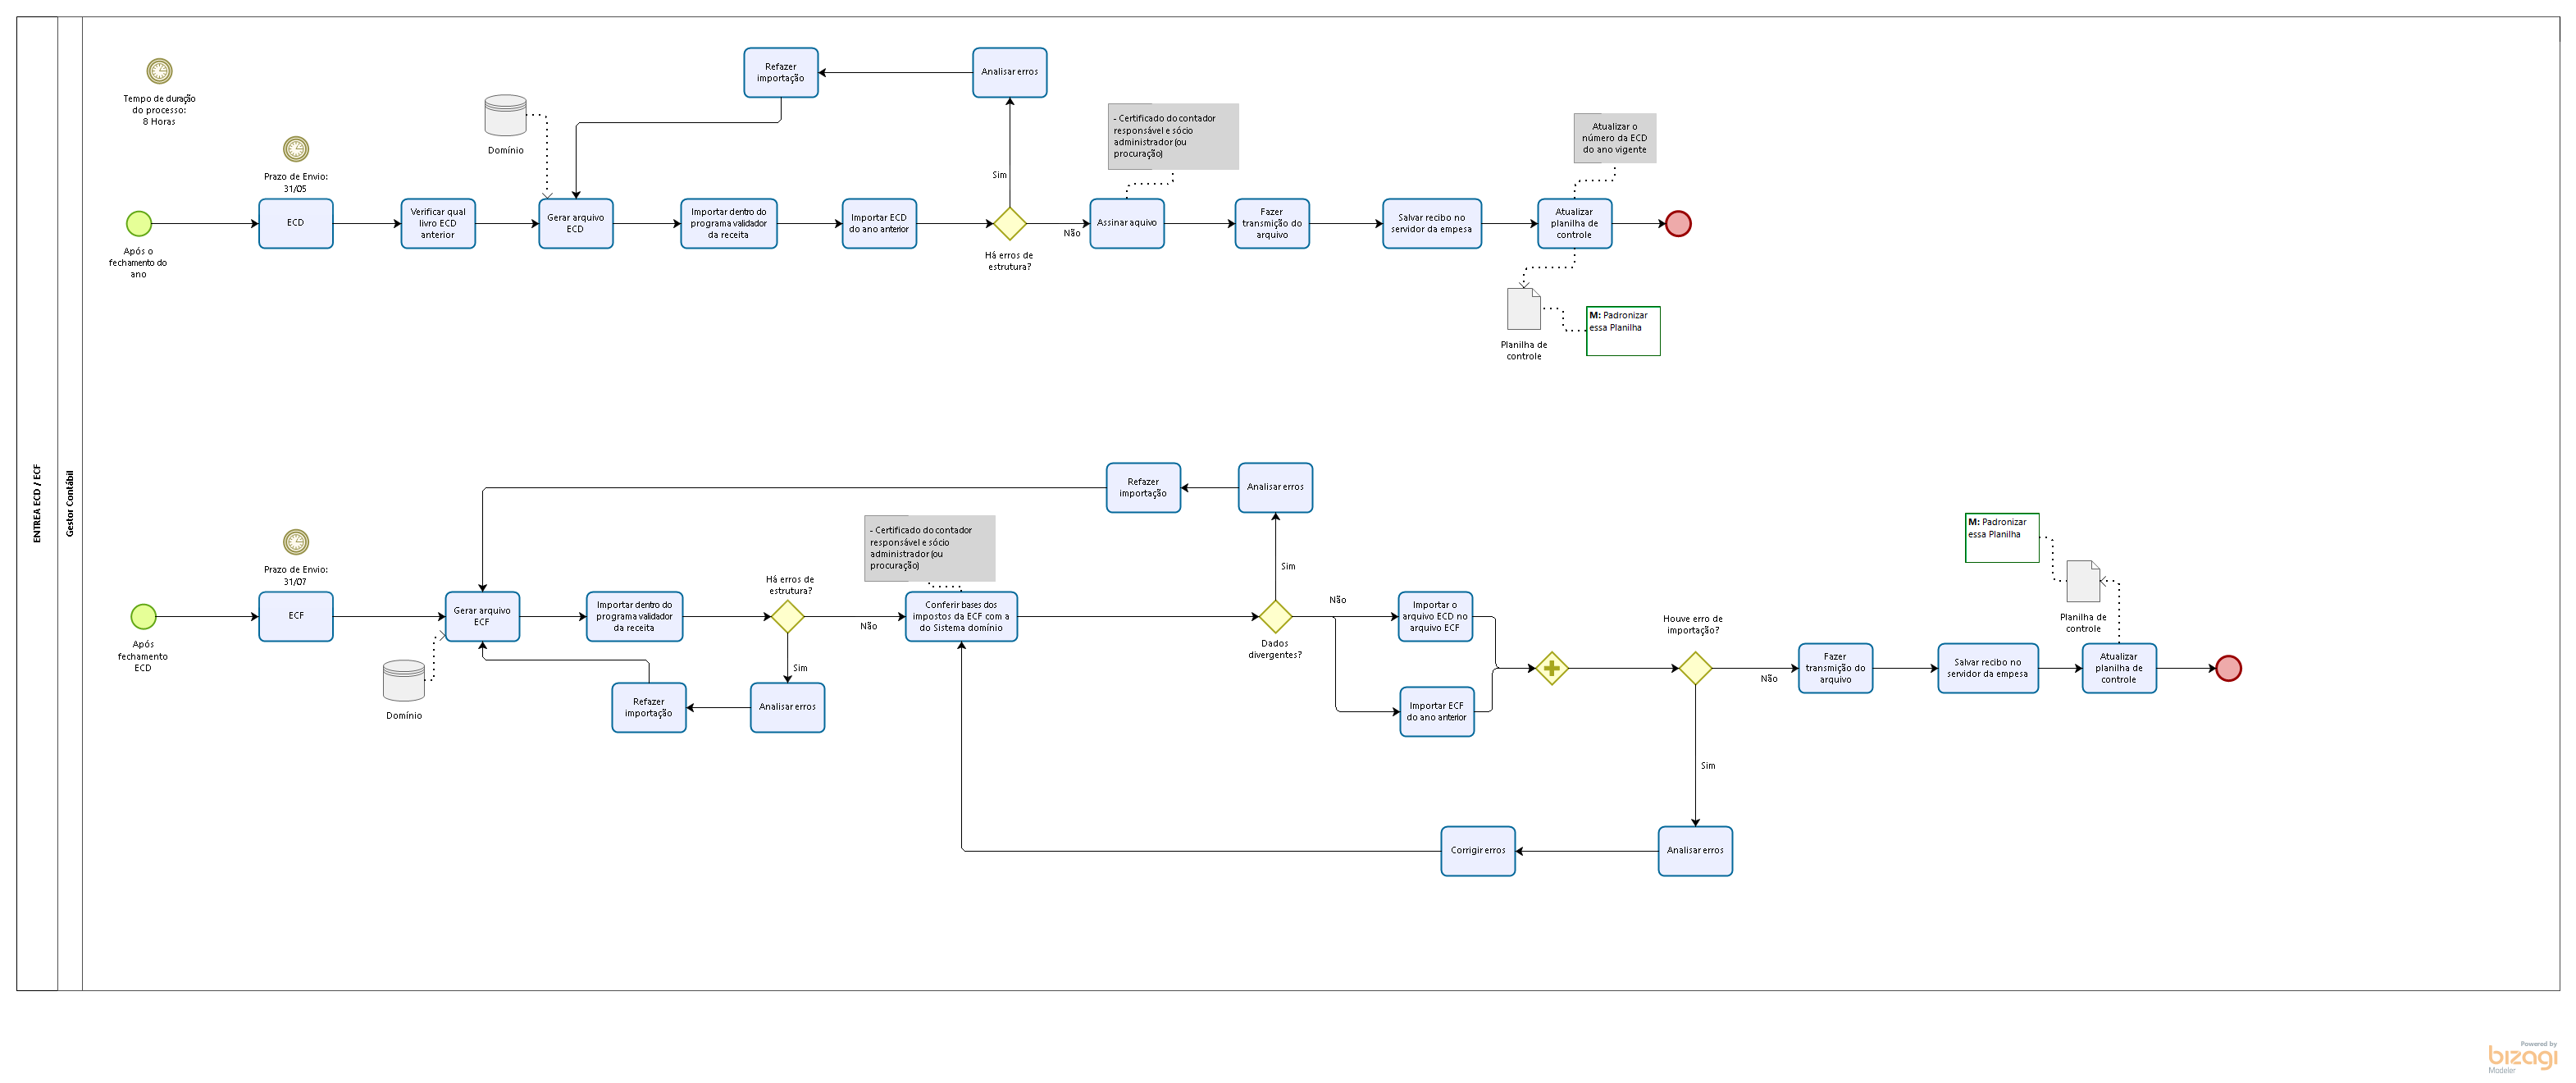 ENTREA ECD / ECF
Gestor Contábil
Tempo de duração
do processo:
8 Horas
Prazo de Envio:
31/05
Após o
fechamento do
ano
ECD
Verificar qual
livro ECD
anterior
Domínio
Gerar arquivo
ECD
Refazer
importação
Analisar erros
Importar dentro do
programa validador
da receita
Importar ECD
do ano anterior
Sim
Há erros de
estrutura?
Não
- Certificado do contador
responsável e sócio
administrador (ou
procuração)
Assinar aquivo
Fazer
transmição do
arquivo
Salvar recibo no
servidor da empesa
Atualizar o
número da ECD
do ano vigente
Atualizar
planilha de
controle
Planilha de
controle
M: Padronizar
essa Planilha
Prazo de Envio:
31/07
Após
fechamento
ECD
ECF
Domínio
Gerar arquivo
ECF
Importar dentro do
programa validador
da receita
Há erros de
estrutura?
Não
Sim
Analisar erros
Refazer
importação
- Certificado do contador
responsável e sócio
administrador (ou
procuração)
Conferir bases dos
impostos da ECF com a
do Sistema domínio
Refazer
importação
Analisar erros
Sim
Dados
divergentes?
Não
Importar o
arquivo ECD no
arquivo ECF
Importar ECF
do ano anterior
Houve erro de
importação?
Não
Sim
Analisar erros
Corrigir erros
Fazer
transmição do
arquivo
Salvar recibo no
servidor da empesa
Atualizar
planilha de
controle
Planilha de
controle
M: Padronizar
essa Planilha
Powered by
bizagi
Modeler